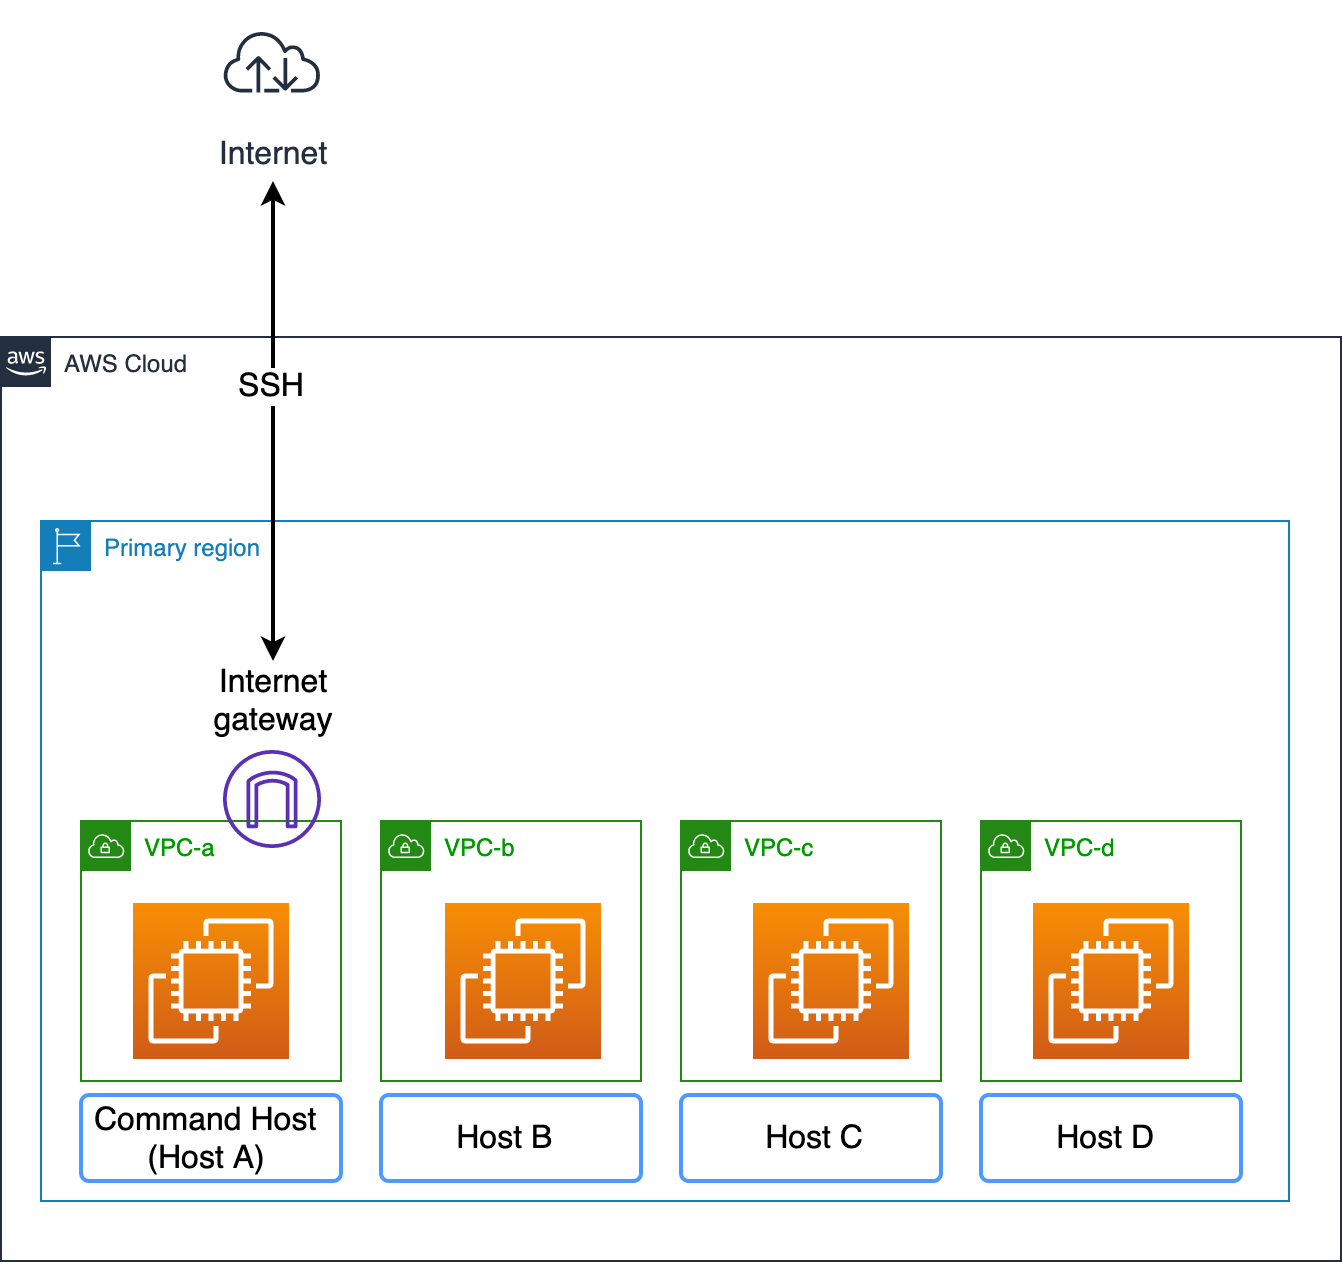 Internet
aws
AWS Cloud
SSH
Primary region
Internet
gateway
VPC-a
VPC-b
VPC-c
VPC-d
Command Host
(Host A)
Host B
Host C
Host D